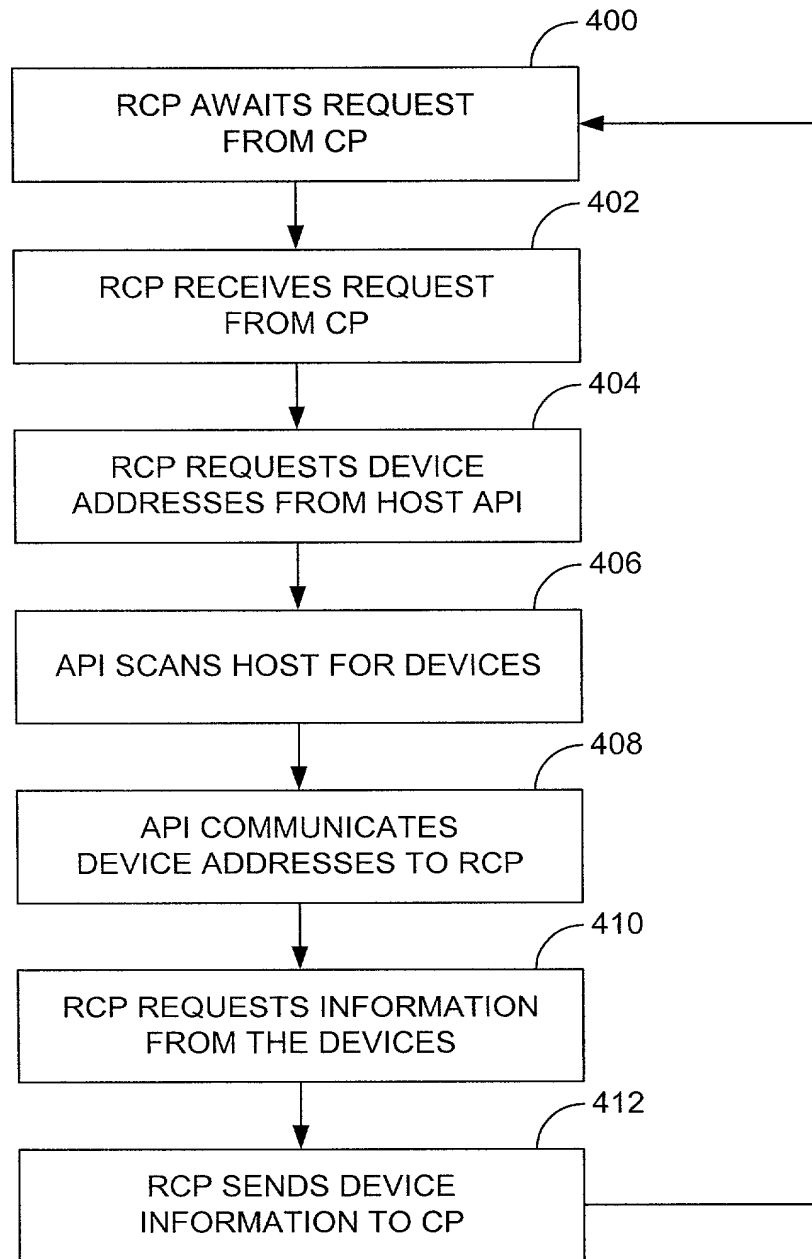 400
RCP AWAITS REQUEST
FROM CP
402
RCP RECEIVES REQUEST
FROM CP
404
RCP REQUESTS DEVICE
ADDRESSES FROM HOST API
406
API SCANS HOST FOR DEVICES
408
API COMMUNICATES
DEVICE ADDRESSES TO RCP
410
RCP REQUESTS INFORMATION
FROM THE DEVICES
412
RCP SENDS DEVICE
INFORMATION TO CP